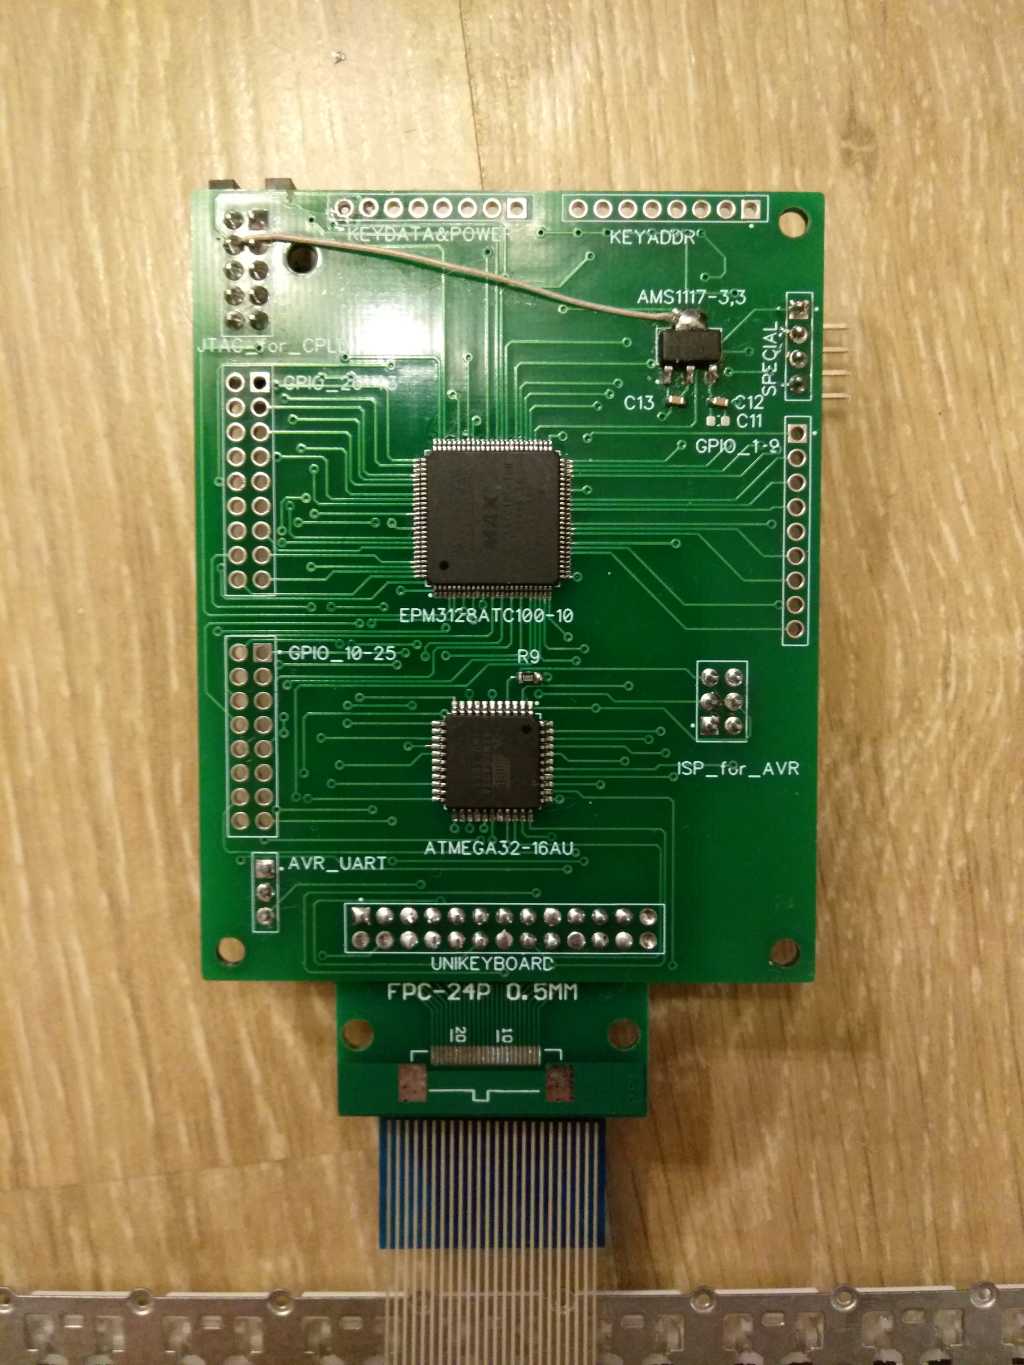 KEYDATA&POWER
KEYADDR
AMS1117-3,3
SPECIAL
JTAG_for_CPLD
C13
C12
C11
GPIO_1-9
MAX
EPM3128ATC100-10
GPIO_10-25
R9
ISP_for_AVR
ATMEGA32-16AU
AVR_UART
UNIKEYBOARD
FPC-24P 0.5MM
20
10